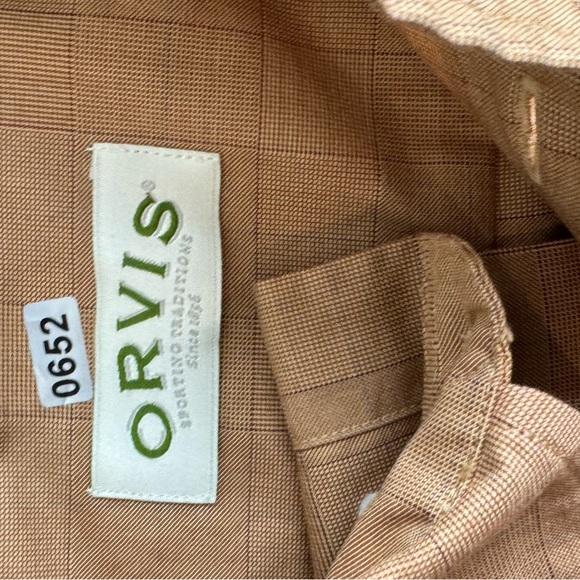 ORVIS®
SPORTING TRADITIONS
Since 1856
0652